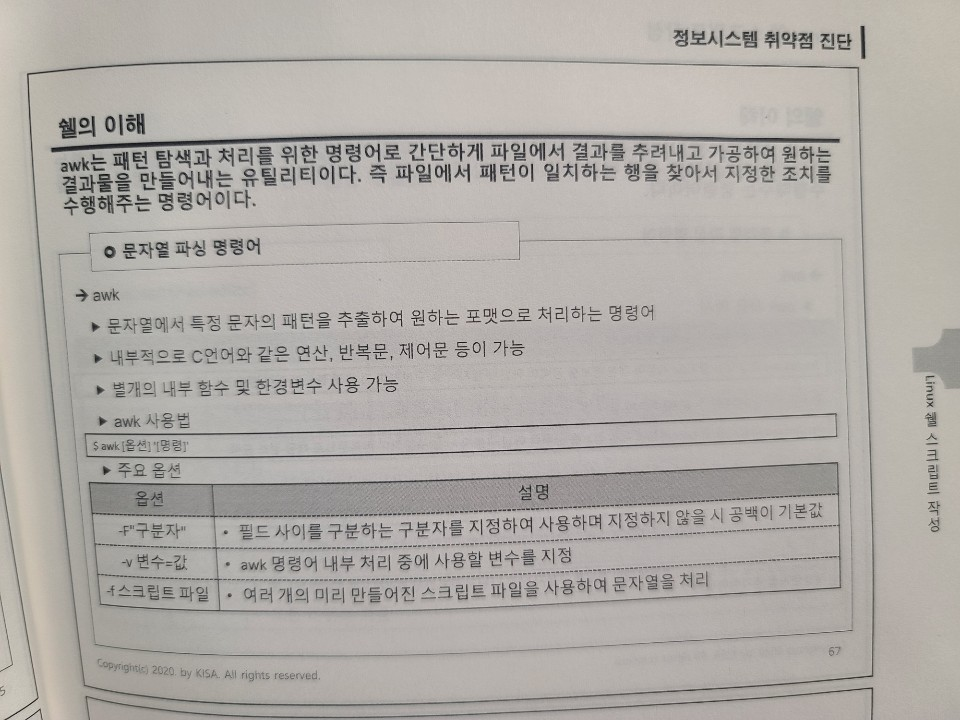 정보시스템 취약점 진단
쉘의 이해
awk는 패턴 탐색과 처리를 위한 명령어로 간단하게 파일에서 결과를 추려내고 가공하여 원하는
결과물을 만들어내는 유틸리티이다. 즉 파일에서 패턴이 일치하는 행을 찾아서 지정한 조치를
수행해주는 명령어이다.
문자열 파싱 명령어
→ awk
▶ 문자열에서 특정 문자의 패턴을 추출하여 원하는 포맷으로 처리하는 명령어
▶ 내부적으로 C언어와 같은 연산, 반복문, 제어문 등이 가능
▶ 별개의 내부 함수 및 한경변수 사용 가능
▶ awk 사용법
$ awk [옵션] '[명령]'
▶ 주요 옵션
옵션 설명
-F"구분자" • 필드 사이를 구분하는 구분자를 지정하여 사용하며 지정하지 않을 시 공백이 기본값
-v 변수=값 • awk 명령어 내부 처리 중에 사용할 변수를 지정
-f 스크립트 파일 • 여러 개의 미리 만들어진 스크립트 파일을 사용하여 문자열을 처리
Copyright(c) 2020. by KISA. All rights reserved.
67
Linux 쉘 스크립트 작성
5